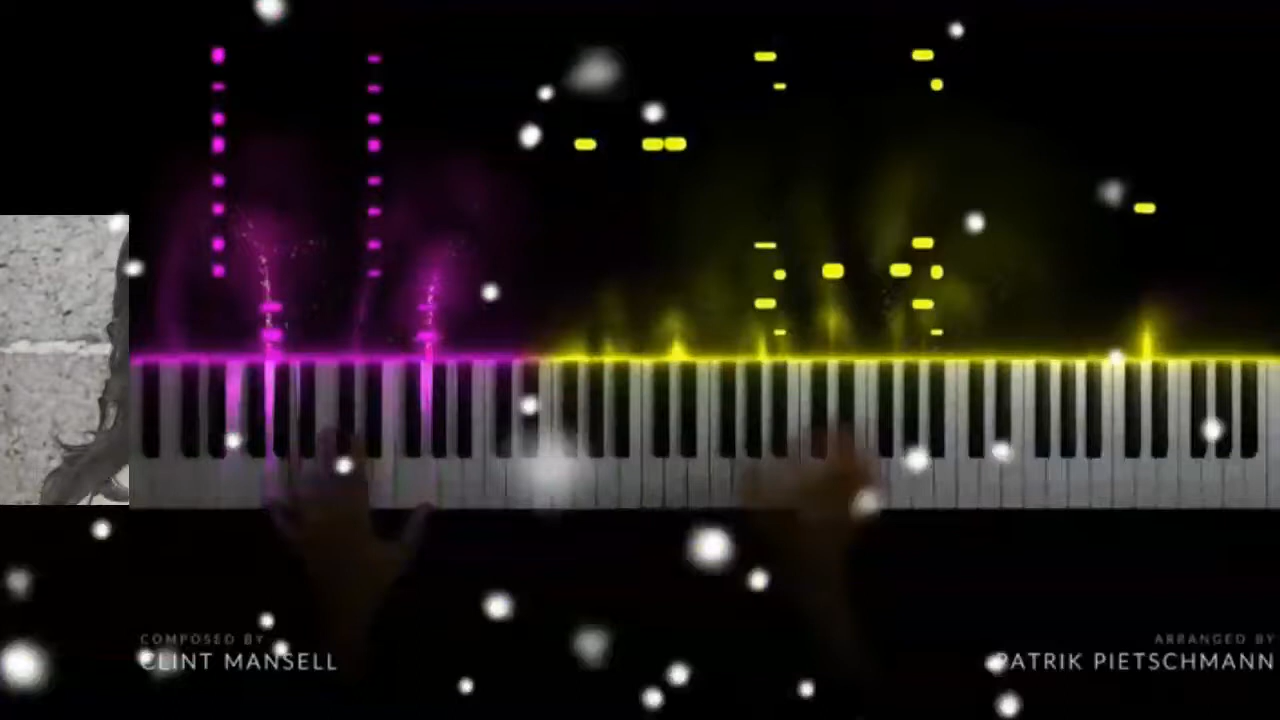 COMPOSED BY
CLINT MANSELL
ARRANGED BY
PATRIK PIETSCHMANN